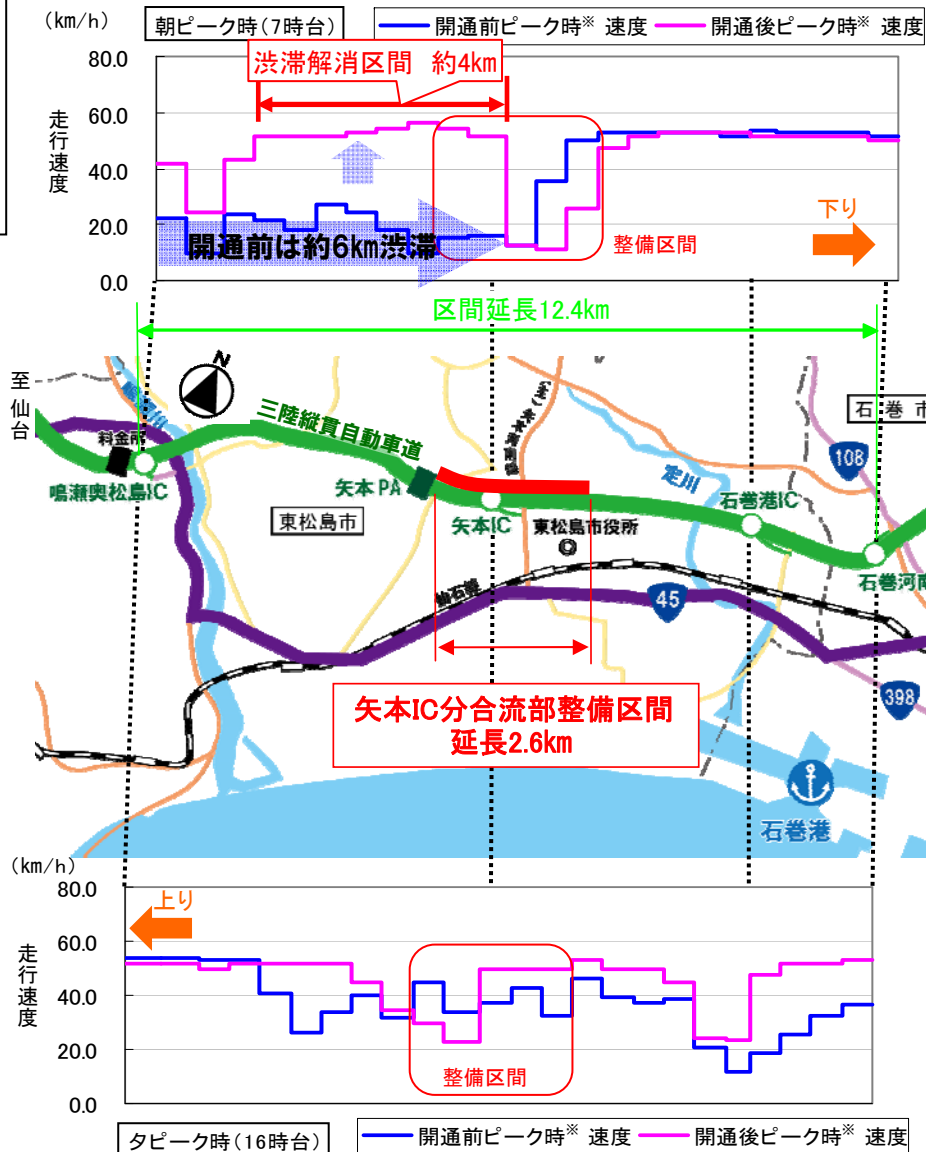 (km/h)
朝ピーク時(7時台)
開通前ピーク時※ 速度
開通後ピーク時※ 速度
80.0
60.0
40.0
20.0
0.0
走行速度
渋滞解消区間 約4km
開通前は約6km渋滞
整備区間
下り
区間延長12.4km
N
至仙台
鳴瀬川
三陸縦貫自動車道
料金所
鳴瀬奥松島IC
東松島市
矢本PA
矢本IC
東松島市役所
定川
石巻港IC
石巻市
108
石巻河南
仙石線
45
398
矢本IC分合流部整備区間
延長2.6km
石巻港
(km/h)
80.0
60.0
40.0
20.0
0.0
走行速度
上り
整備区間
夕ピーク時(16時台)
開通前ピーク時※ 速度
開通後ピーク時※ 速度